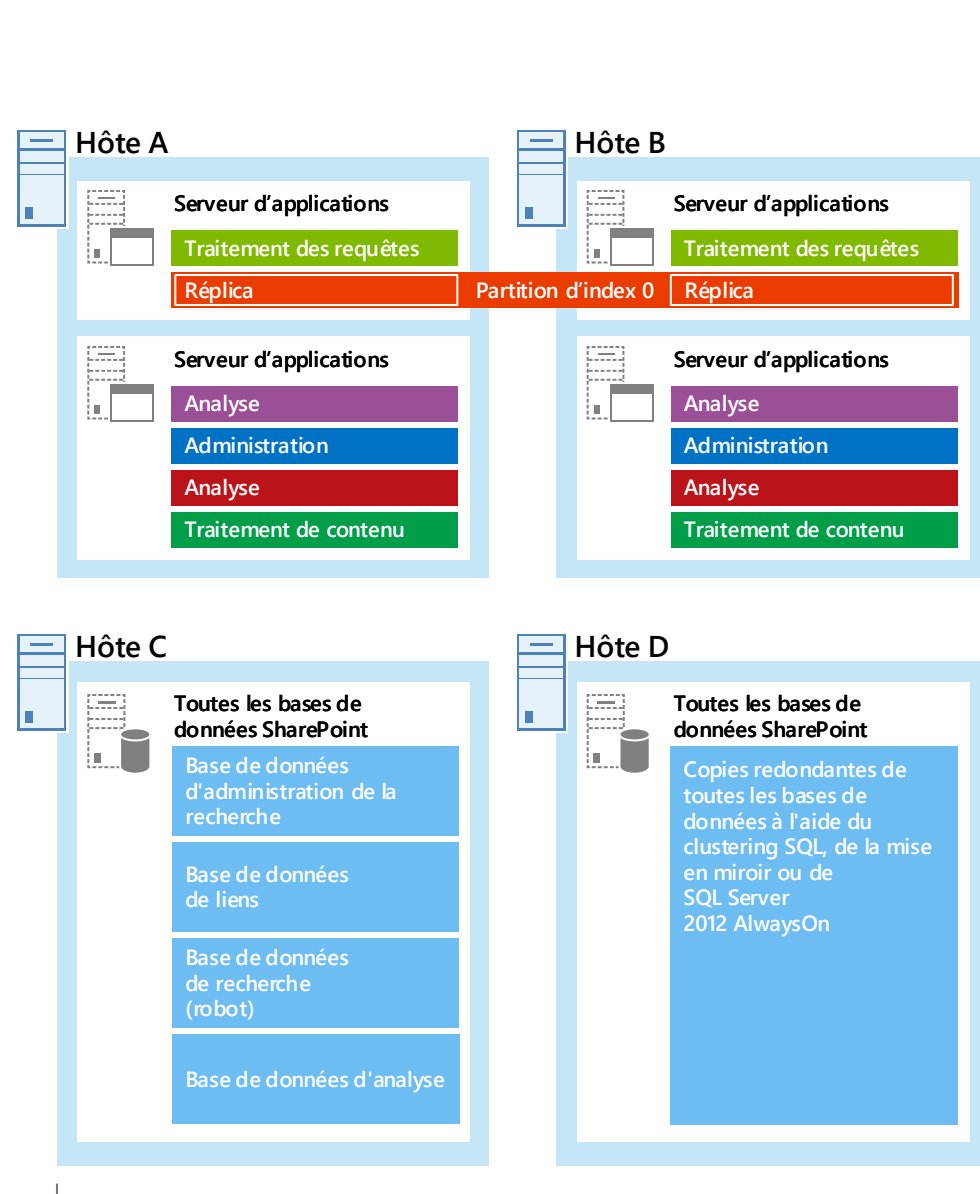 Hôte A
Serveur d’applications
Traitement des requêtes
Réplica
Partition d’index 0
Serveur d’applications
Analyse
Administration
Analyse
Traitement de contenu
Hôte B
Serveur d’applications
Traitement des requêtes
Réplica
Serveur d’applications
Analyse
Administration
Analyse
Traitement de contenu
Hôte C
Toutes les bases de
données SharePoint
Base de données
d'administration de la
recherche
Base de données
de liens
Base de données
de recherche
(robot)
Base de données d'analyse
Hôte D
Toutes les bases de
données SharePoint
Copies redondantes de
toutes les bases de
données à l'aide du
clustering SQL, de la mise
en miroir ou de
SQL Server
2012 AlwaysOn